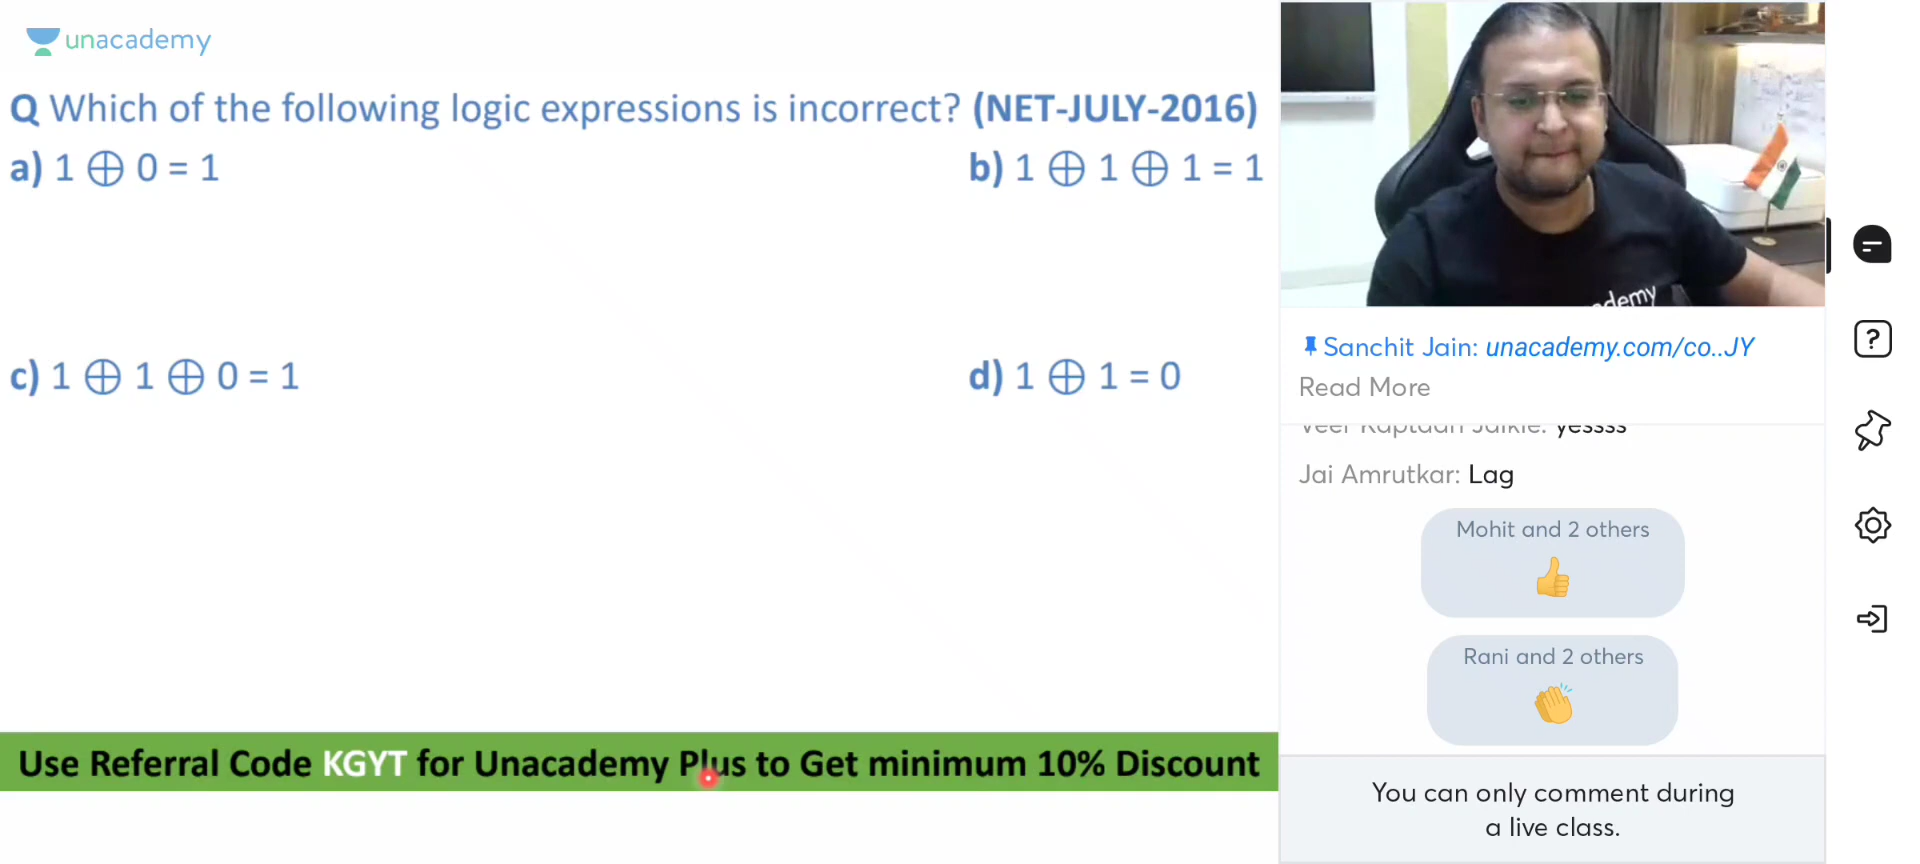 unacademy
Q Which of the following logic expressions is incorrect? (NET-JULY-2016)
a) 1 ⊕ 0 = 1
b) 1 ⊕ 1 ⊕ 1 = 1
c) 1 ⊕ 1 ⊕ 0 = 1
d) 1 ⊕ 1 = 0
Use Referral Code KGYT for Unacademy Plus to Get minimum 10% Discount
demy
Sanchit Jain: unacademy.com/co..JY
Read More
yessss
Jai Amrutkar: Lag
Mohit and 2 others
Rani and 2 others
You can only comment during
a live class.
?